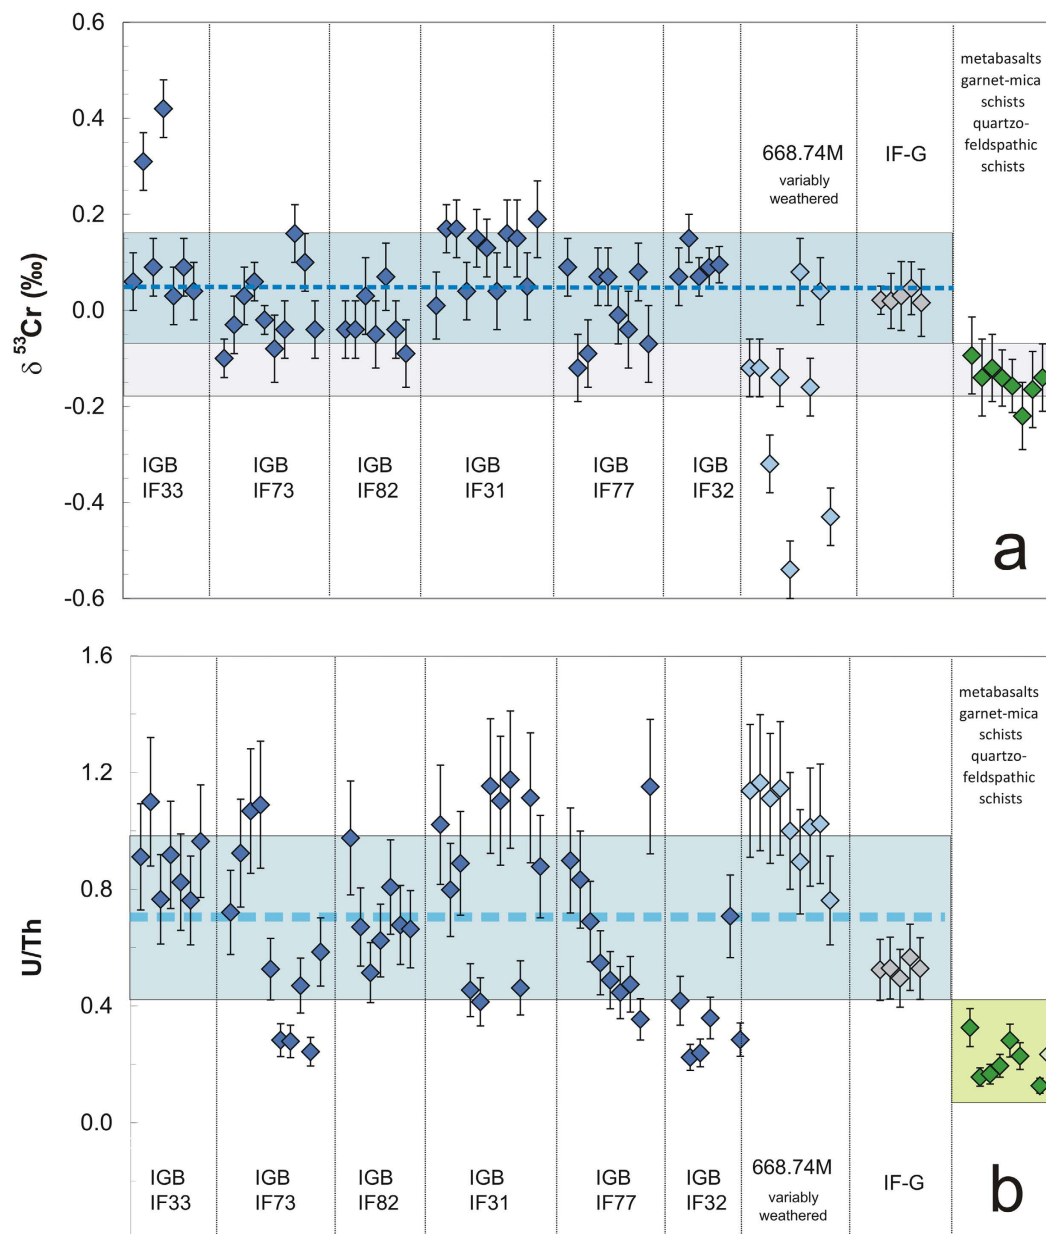 0.6
0.4
0.2
0.0
-0.2
-0.4
-0.6
δ 53Cr (‰)
668.74M
variably
weathered
IF-G
metabasalts
garnet-mica
schists
quartzo-
feldspathic
schists
IGB
IF33
IGB
IF73
IGB
IF82
IGB
IF31
IGB
IF77
IGB
IF32
a
1.6
1.2
0.8
0.4
0.0
U/Th
metabasalts
garnet-mica
schists
quartzo-
feldspathic
schists
IGB
IF33
IGB
IF73
IGB
IF82
IGB
IF31
IGB
IF77
IGB
IF32
668.74M
variably
weathered
IF-G
b